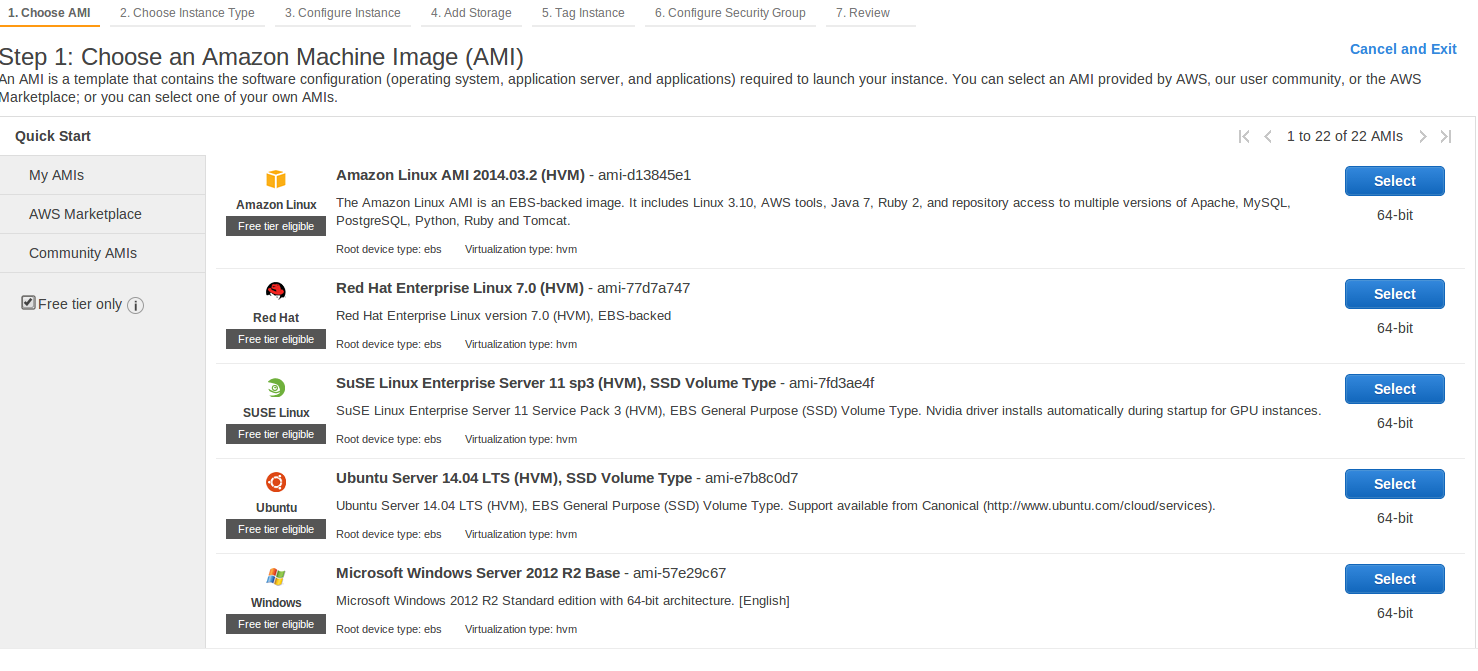 1. Choose AMI 2. Choose Instance Type 3. Configure Instance 4. Add Storage 5. Tag Instance 6. Configure Security Group 7. Review
Step 1: Choose an Amazon Machine Image (AMI)
Cancel and Exit
An AMI is a template that contains the software configuration (operating system, application server, and applications) required to launch your instance. You can select an AMI provided by AWS, our user community, or the AWS
Marketplace; or you can select one of your own AMIs.
Quick Start
1 to 22 of 22 AMIs
My AMIs
AWS Marketplace
Community AMIs
Free tier only
Amazon Linux
Free tier eligible
Amazon Linux AMI 2014.03.2 (HVM) - ami-d13845e1
The Amazon Linux AMI is an EBS-backed image. It includes Linux 3.10, AWS tools, Java 7, Ruby 2, and repository access to multiple versions of Apache, MySQL,
PostgreSQL, Python, Ruby and Tomcat.
Root device type: ebs Virtualization type: hvm
Select
64-bit
Red Hat
Free tier eligible
Red Hat Enterprise Linux 7.0 (HVM) - ami-77d7a747
Red Hat Enterprise Linux version 7.0 (HVM), EBS-backed
Root device type: ebs Virtualization type: hvm
Select
64-bit
SUSE Linux
Free tier eligible
SuSE Linux Enterprise Server 11 sp3 (HVM), SSD Volume Type - ami-7fd3ae4f
SuSE Linux Enterprise Server 11 Service Pack 3 (HVM), EBS General Purpose (SSD) Volume Type. Nvidia driver installs automatically during startup for GPU instances.
Root device type: ebs Virtualization type: hvm
Select
64-bit
Ubuntu
Free tier eligible
Ubuntu Server 14.04 LTS (HVM), SSD Volume Type - ami-e7b8c0d7
Ubuntu Server 14.04 LTS (HVM), EBS General Purpose (SSD) Volume Type. Support available from Canonical (http://www.ubuntu.com/cloud/services).
Root device type: ebs Virtualization type: hvm
Select
64-bit
Windows
Free tier eligible
Microsoft Windows Server 2012 R2 Base - ami-57e29c67
Microsoft Windows 2012 R2 Standard edition with 64-bit architecture. [English]
Root device type: ebs Virtualization type: hvm
Select
64-bit